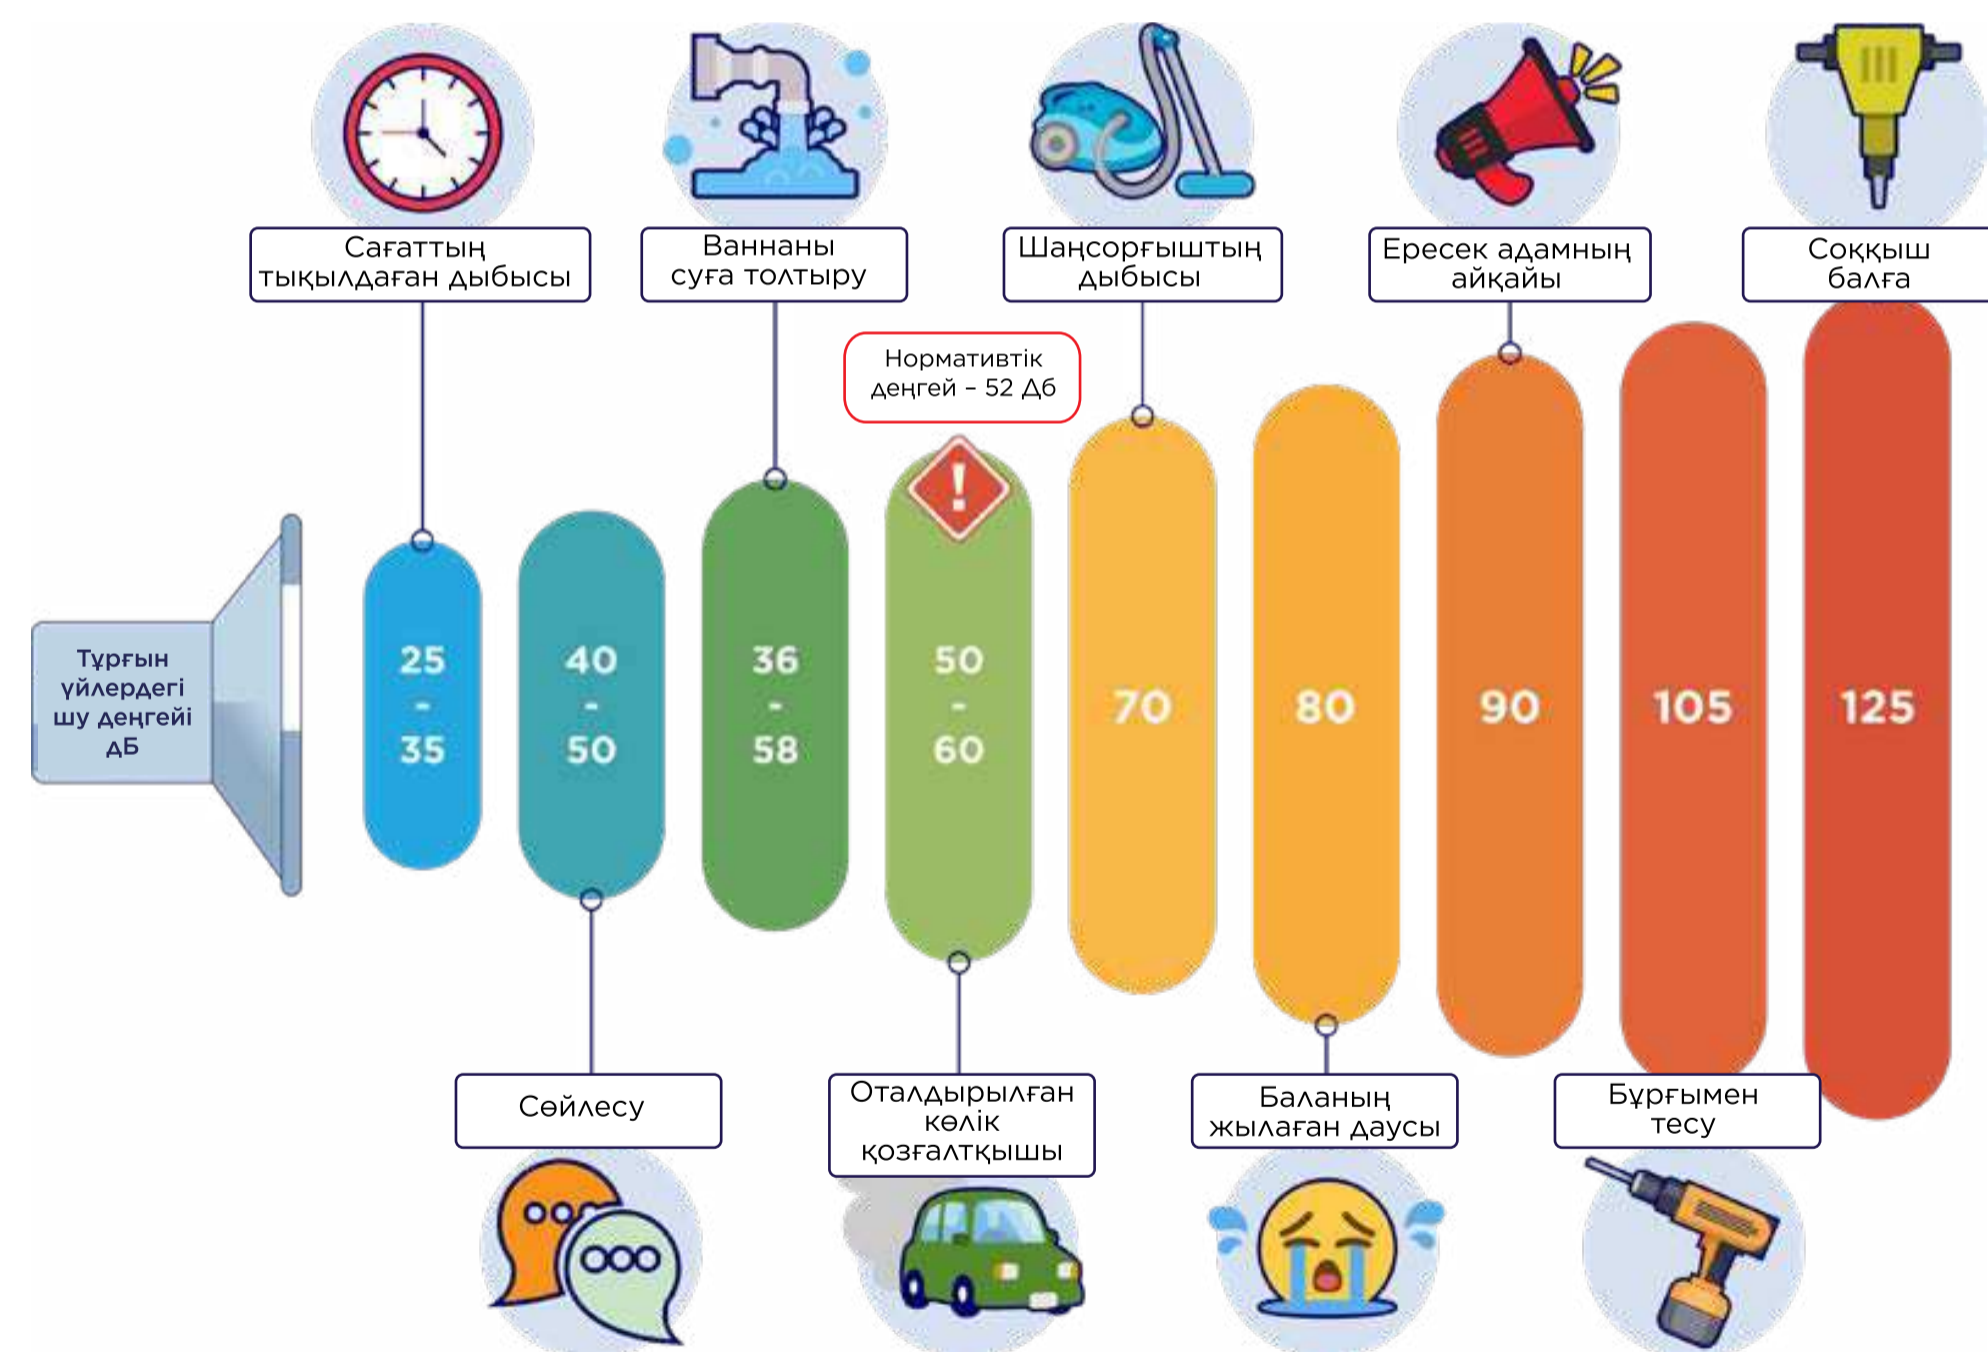 Сағаттың
тықылдаған дыбысы
Ваннаны
суға толтыру
Шаңсорғыштың
дыбысы
Ересек адамның
айқайы
Соққыш
балға
Нормативтік
деңгей – 52 Дб
Тұрғын
үйлердегі
шу деңгейі
дБ
25
-
35
40
-
50
36
-
58
!
50
-
60
70
80
90
105
125
Сөйлесу
Оталдырылған
көлік
қозғалтқышы
Баланың
жылаған даусы
Бұрғымен
тесу